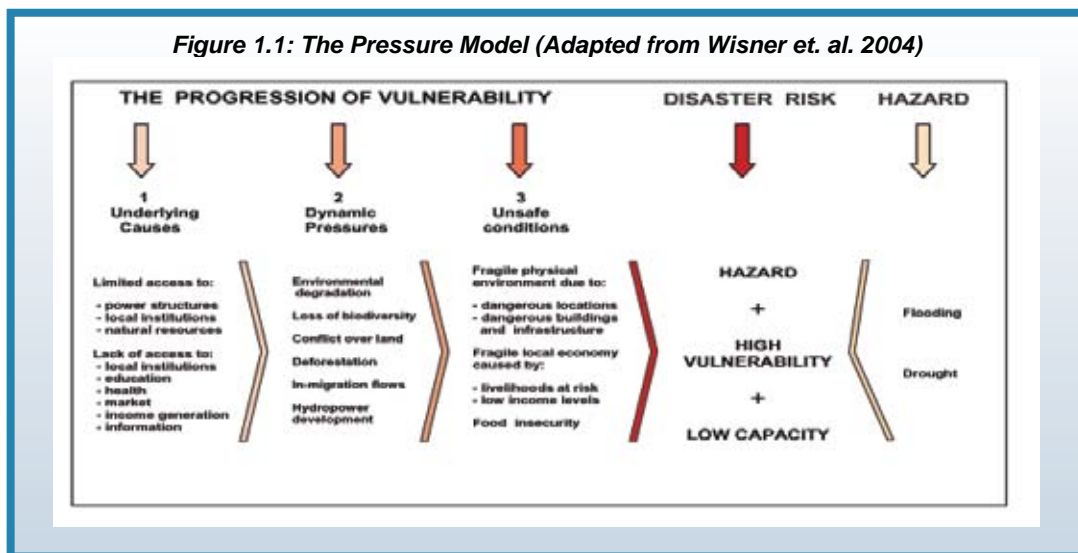 Figure 1.1: The Pressure Model (Adapted from Wisner et. al. 2004)
THE PROGRESSION OF VULNERABILITY
DISASTER RISK
HAZARD
1
Underlying
Causes
2
Dynamic
Pressures
3
Unsafe
conditions
Limited access to:
- power structures
- local institutions
- natural resources
Lack of access to:
- local institutions
- education
- health
- market
- income generation
- information
Environmental
degradation
Loss of biodiversity
Conflict over land
Deforestation
In-migration flows
Hydropower
development
Fragile physical
environment due to:
- dangerous locations
- dangerous buildings
and infrastructure
Fragile local economy
caused by:
- livelihoods at risk
- low income levels
Food insecurity
HAZARD
+
HIGH
VULNERABILITY
+
LOW CAPACITY
Flooding
Drought